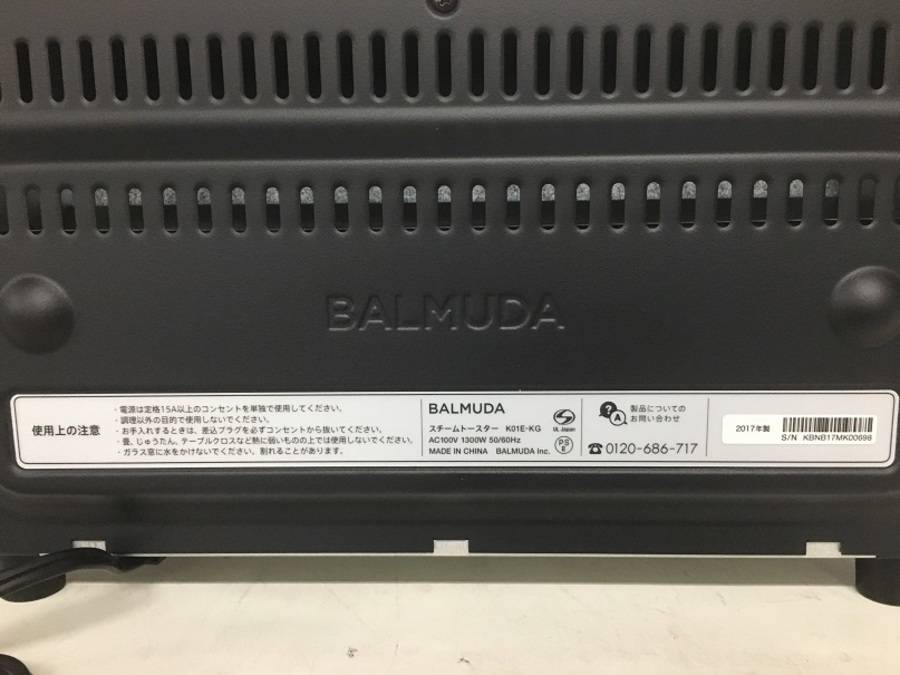 BALMUDA
使用上の注意
・電源は定格15A以上のコンセントを単独で使用してください。
・調理以外の目的で使用しないでください。
・お手入れするときは、差込プラグを必ずコンセントから抜いてください。
・畳、じゅうたん、テーブルクロスなど熱に弱いものの上では使用しないでください。
・ガラス窓に水をかけないでください。割れることがあります。
BALMUDA
スチームトースター K01E-KG
AC100V 1300W 50/60Hz
MADE IN CHINA BALMUDA Inc.
UL Japan
PS
E
? A
製品についての
お問い合わせ
0120-686-717
2017年製
S/N KBNB17MK00698